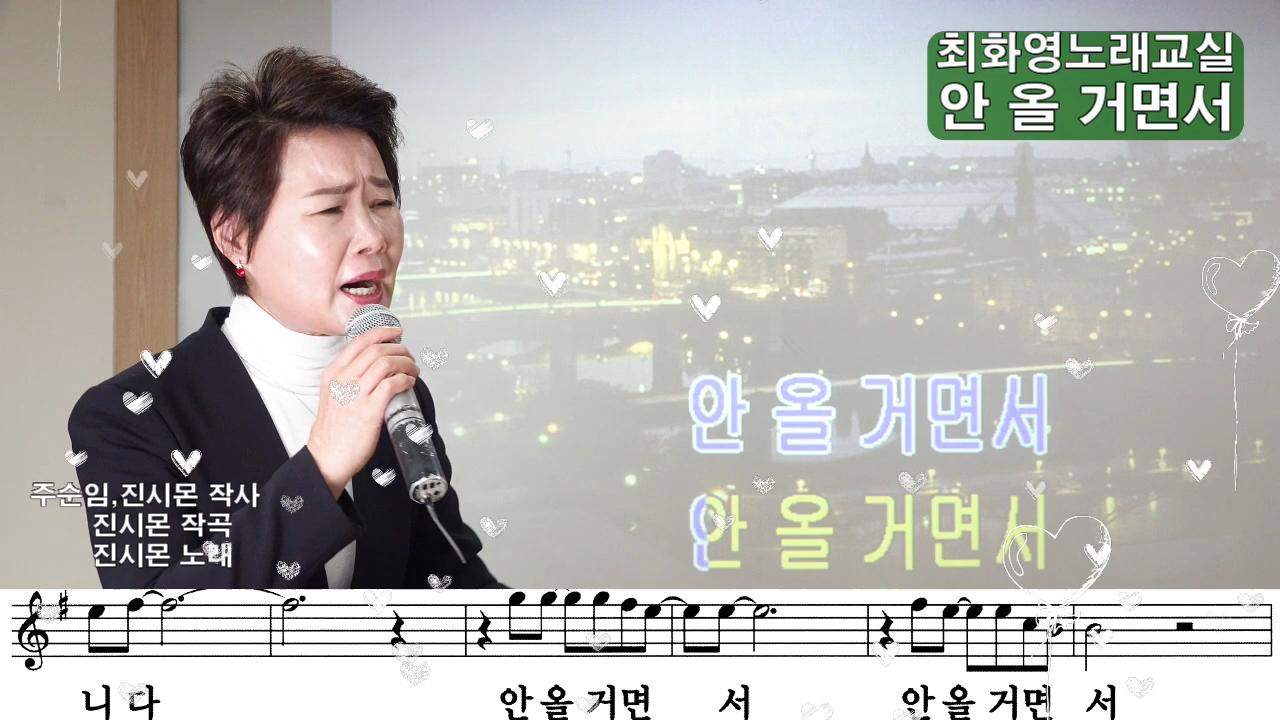 최화영노래교실
안 올 거면서
안 올 거면서
안 올 거면서
주순임,진시몬 작사
진시몬 작곡
진시몬 노래
니 다 안 올 거면 서 안 올 거면 서